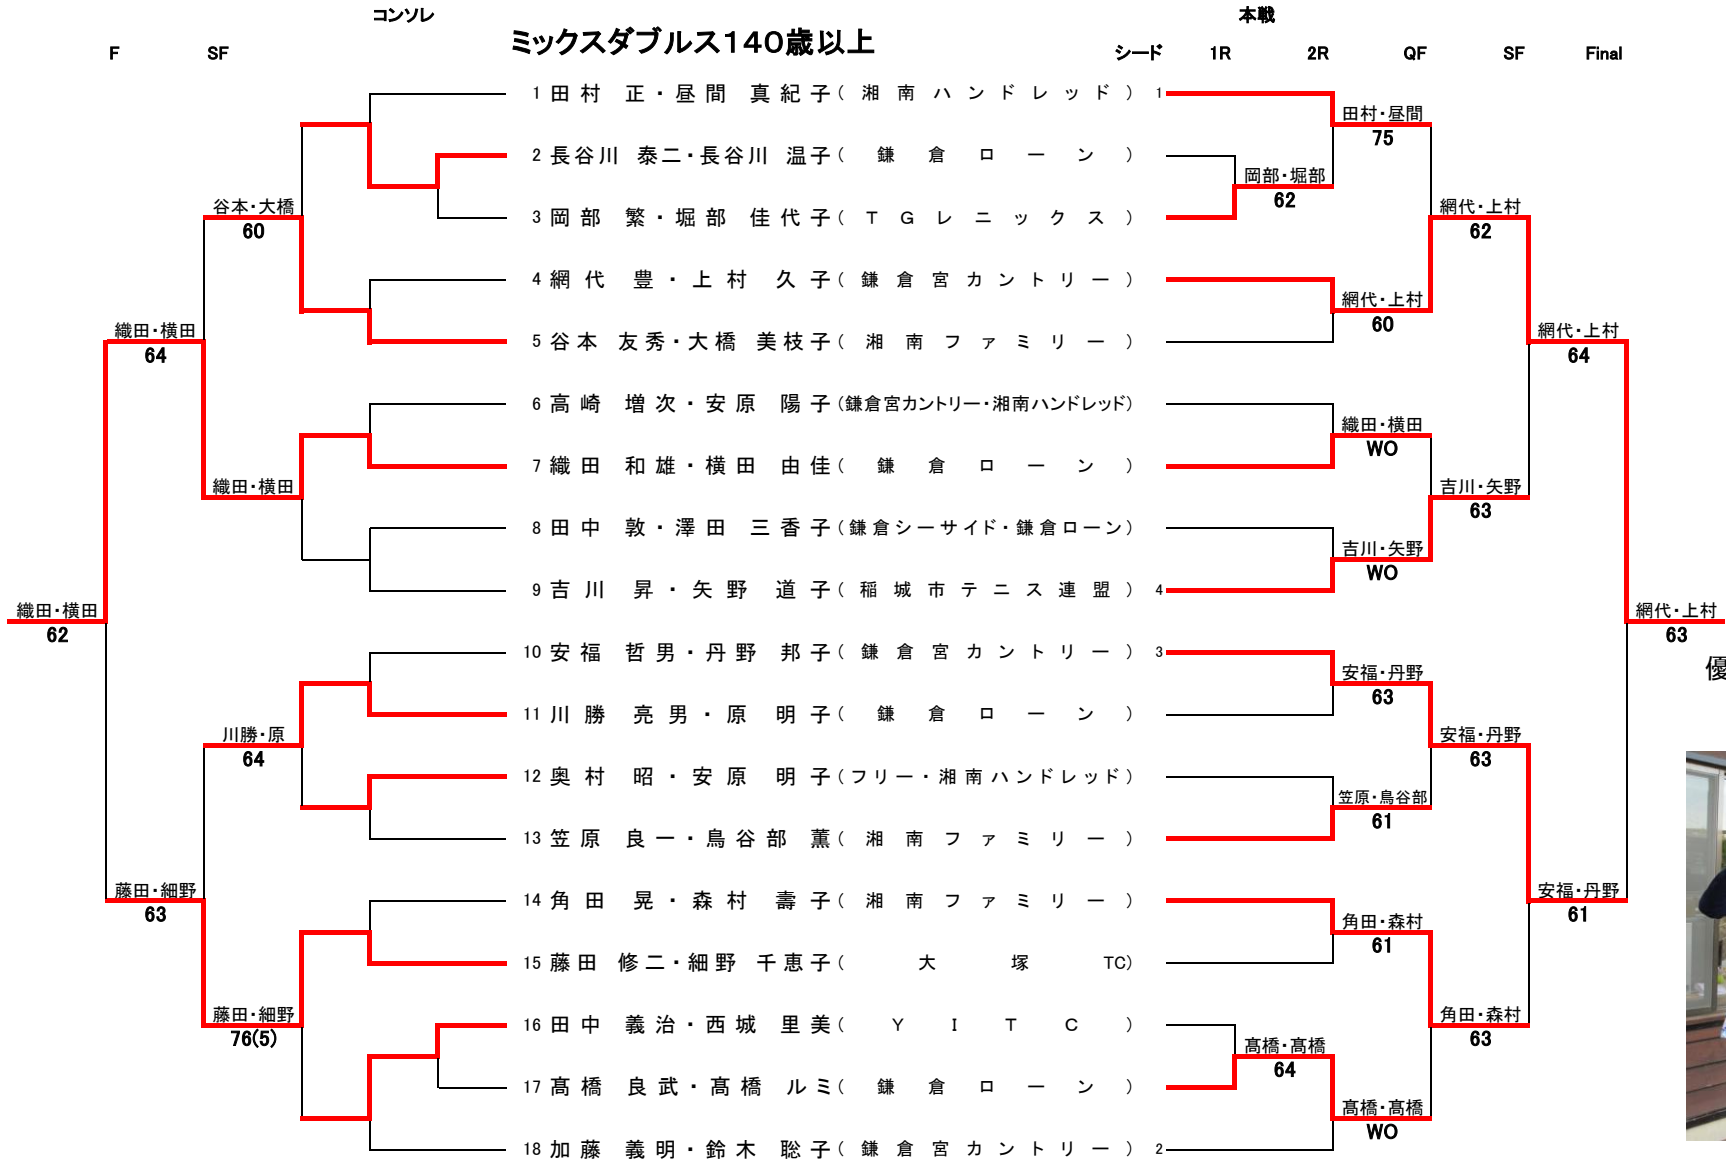 コンソレ 本戦
ミックスダブルス140歳以上
F SF シード 1R 2R QF SF Final
1 田村 正・昼間 真紀子(湘南ハンドレッド) 1
田村・昼間
75
2 長谷川 泰二・長谷川 温子(鎌倉ローン)
岡部・堀部
62
谷本・大橋
60
3 岡部 繁・堀部 佳代子(TGレニックス)
網代・上村
62
4 網代 豊・上村 久子(鎌倉宮カントリー)
網代・上村
60
織田・横田
64
5 谷本 友秀・大橋 美枝子(湘南ファミリー)
網代・上村
64
6 高崎 増次・安原 陽子(鎌倉宮カントリー・湘南ハンドレッド)
織田・横田
WO
7 織田 和雄・横田 由佳(鎌倉ローン)
織田・横田
吉川・矢野
63
8 田中 敦・澤田 三香子(鎌倉シーサイド・鎌倉ローン)
吉川・矢野
WO
9 吉川 昇・矢野 道子(稲城市テニス連盟) 4
織田・横田
62
網代・上村
63
優
10 安福 哲男・丹野 邦子(鎌倉宮カントリー) 3
安福・丹野
63
11 川勝 亮男・原 明子(鎌倉ローン)
川勝・原
64
安福・丹野
63
12 奥村 昭・安原 明子(フリー・湘南ハンドレッド)
笠原・鳥谷部
61
13 笠原 良一・鳥谷部 薫(湘南ファミリー)
藤田・細野
63
14 角田 晃・森村 壽子(湘南ファミリー)
安福・丹野
61
角田・森村
61
15 藤田 修二・細野 千恵子(大塚TC)
藤田・細野
76(5)
16 田中 義治・西城 里美(YITC)
角田・森村
63
髙橋・髙橋
64
17 髙橋 良武・髙橋 ルミ(鎌倉ローン)
髙橋・髙橋
WO
18 加藤 義明・鈴木 聡子(鎌倉宮カントリー) 2